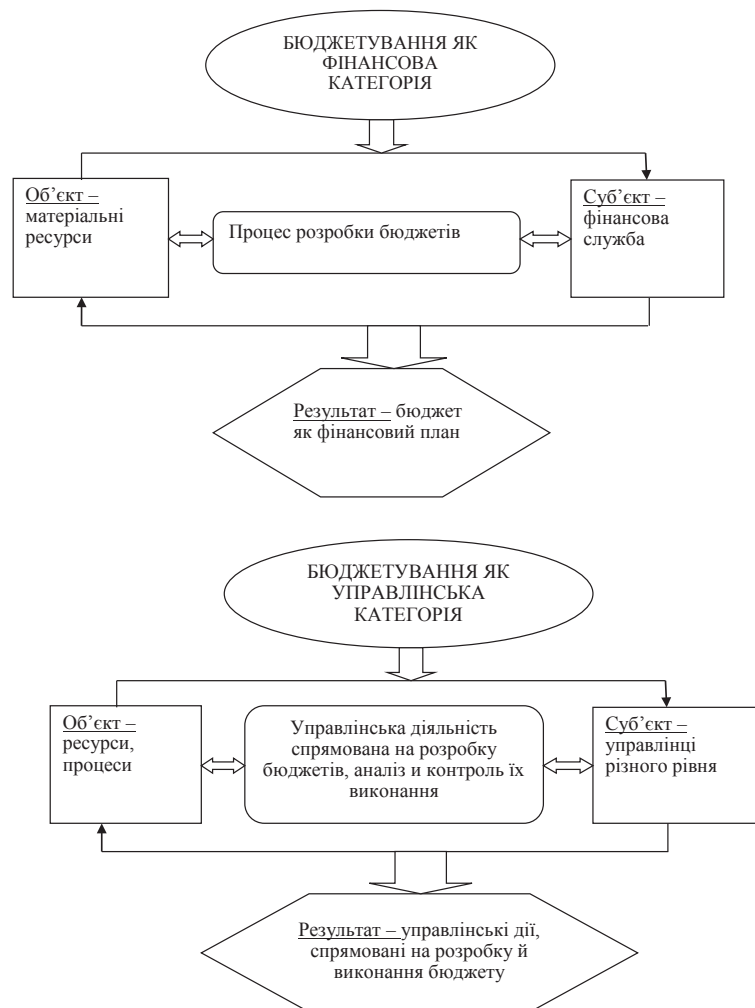 БЮДЖЕТУВАННЯ ЯК
ФІНАНСОВА
КАТЕГОРІЯ
Об’єкт –
матеріальні
ресурси
Процес розробки бюджетів
Суб’єкт –
фінансова
служба
Результат – бюджет
як фінансовий план
БЮДЖЕТУВАННЯ ЯК
УПРАВЛІНСЬКА
КАТЕГОРІЯ
Об’єкт –
ресурси,
процеси
Управлінська діяльність
спрямована на розробку
бюджетів, аналіз и контроль їх
виконання
Суб’єкт –
управлінці
різного рівня
Результат – управлінські дії,
спрямовані на розробку й
виконання бюджету